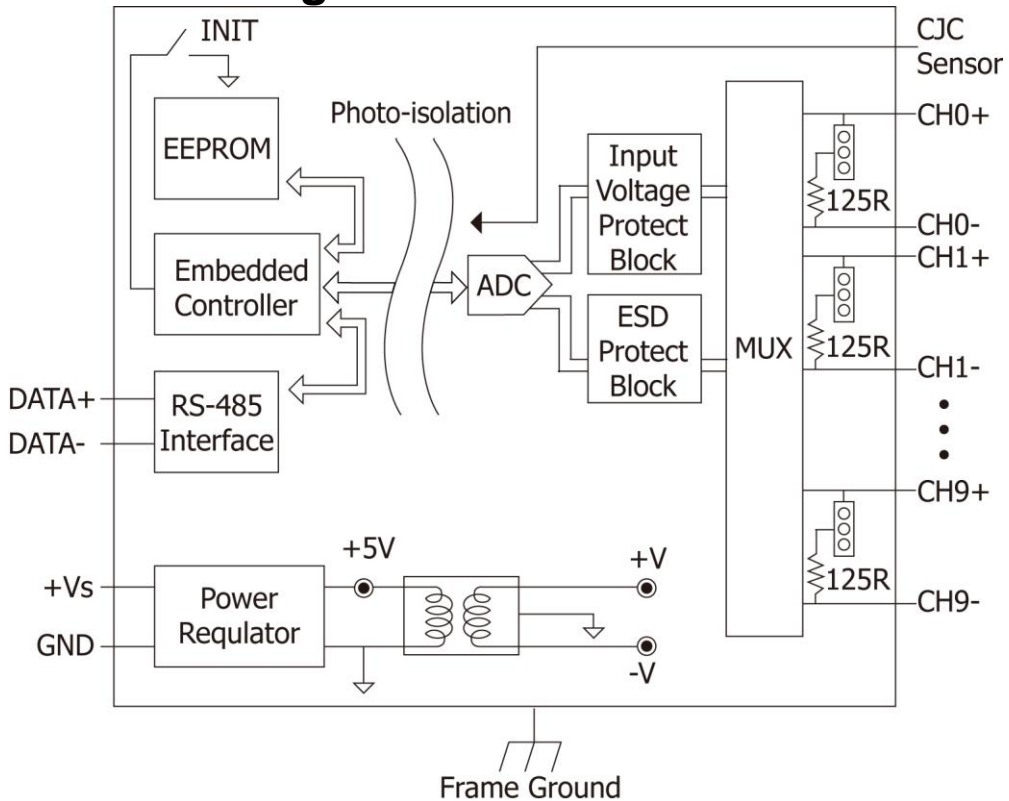 INIT
CJC
Sensor
EEPROM
Photo-isolation
Input
Voltage
Protect
Block
CH0+
125R
CH0-
CH1+
Embedded
Controller
ADC
ESD
Protect
Block
MUX
125R
CH1-
DATA+
DATA-
RS-485
Interface
CH9+
125R
CH9-
+Vs
GND
Power
Requlator
+5V
+V
-V
Frame Ground